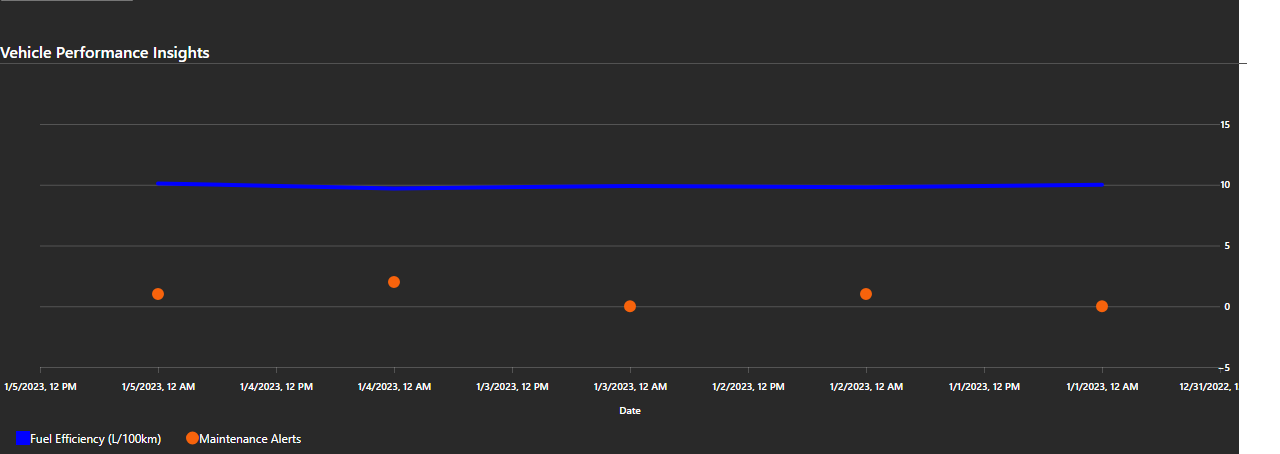 Vehicle Performance Insights
15
10
5
0
-5
1/5/2023, 12 PM 1/5/2023, 12 AM 1/4/2023, 12 PM 1/4/2023, 12 AM 1/3/2023, 12 PM 1/3/2023, 12 AM 1/2/2023, 12 PM 1/2/2023, 12 AM 1/1/2023, 12 PM 1/1/2023, 12 AM 12/31/2022, 1
Date
Fuel Efficiency (L/100km) Maintenance Alerts